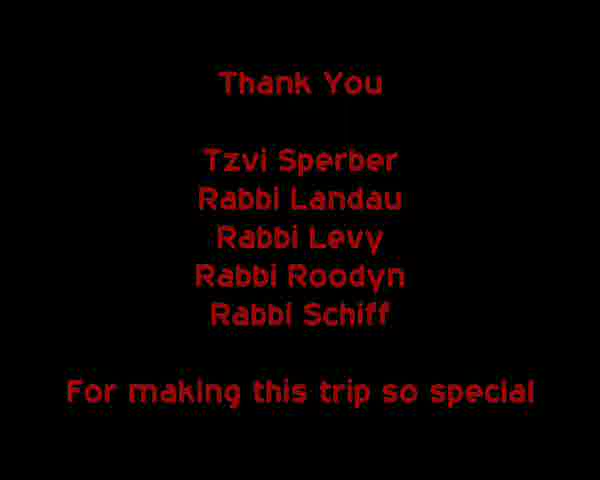 Thank You
Tzvi Sperber
Rabbi Landau
Rabbi Levy
Rabbi Roodyn
Rabbi Schiff
For making this trip so special